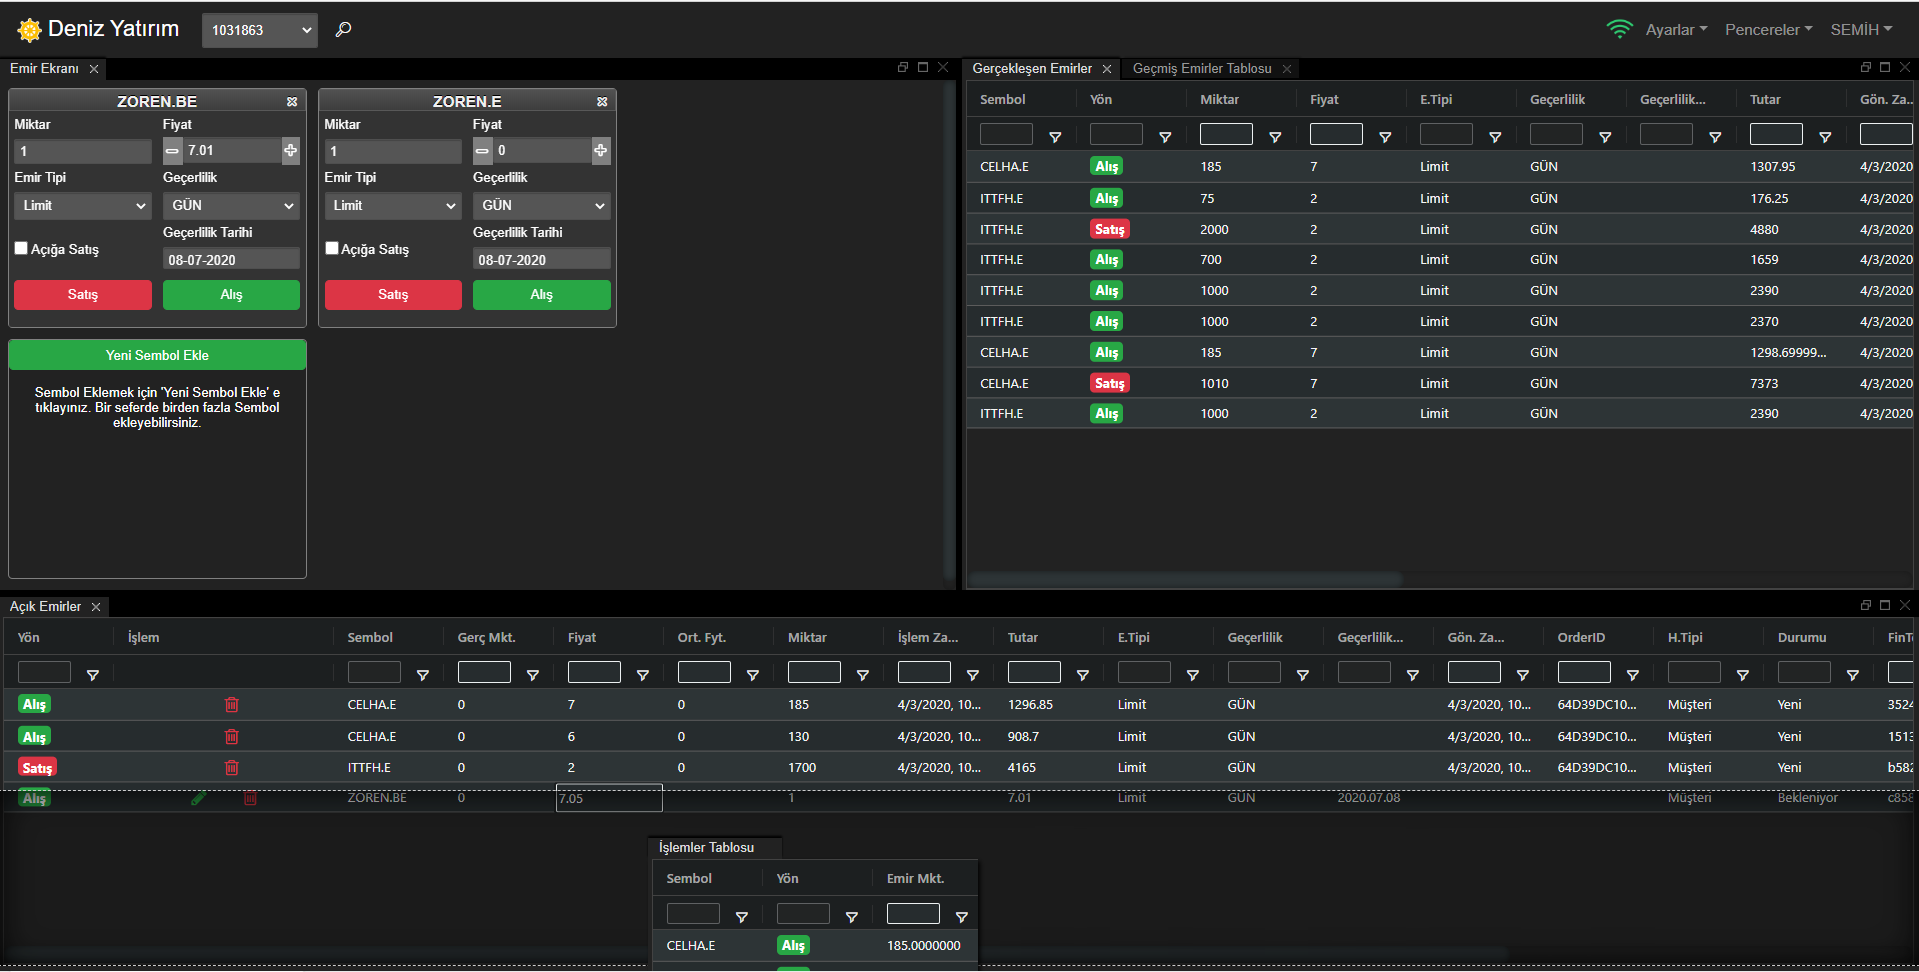 Deniz Yatırım 1031863 Ayarlar Pencereler SEMİH
Emir Ekranı
ZOREN.BE
Miktar Fiyat
1 7.01
Emir Tipi Geçerlilik
Limit GÜN
Geçerlilik Tarihi
Açığa Satış
08-07-2020
Satış Alış
ZOREN.E
Miktar Fiyat
1 0
Emir Tipi Geçerlilik
Limit GÜN
Geçerlilik Tarihi
Açığa Satış
08-07-2020
Satış Alış
Yeni Sembol Ekle
Sembol Eklemek için 'Yeni Sembol Ekle' e
tıklayınız. Bir seferde birden fazla Sembol
ekleyebilirsiniz.
Gerçekleşen Emirler Geçmiş Emirler Tablosu
Sembol Yön Miktar Fiyat E.Tipi Geçerlilik Geçerlilik... Tutar Gön. Za...
CELHA.E Alış 185 7 Limit GÜN 1307.95 4/3/2020
ITTFH.E Alış 75 2 Limit GÜN 176.25 4/3/2020
ITTFH.E Satış 2000 2 Limit GÜN 4880 4/3/2020
ITTFH.E Alış 700 2 Limit GÜN 1659 4/3/2020
ITTFH.E Alış 1000 2 Limit GÜN 2390 4/3/2020
ITTFH.E Alış 1000 2 Limit GÜN 2370 4/3/2020
CELHA.E Alış 185 7 Limit GÜN 1298.69999... 4/3/2020
CELHA.E Satış 1010 7 Limit GÜN 7373 4/3/2020
ITTFH.E Alış 1000 2 Limit GÜN 2390 4/3/2020
Açık Emirler
Yön İşlem Sembol Gerç Mkt. Fiyat Ort. Fyt. Miktar İşlem Za... Tutar E.Tipi Geçerlilik Geçerlilik... Gön. Za... OrderID H.Tipi Durumu FinT
Alış CELHA.E 0 7 0 185 4/3/2020, 10... 1296.85 Limit GÜN 4/3/2020, 10... 64D39DC10... Müşteri Yeni 3524
Alış CELHA.E 0 6 0 130 4/3/2020, 10... 908.7 Limit GÜN 4/3/2020, 10... 64D39DC10... Müşteri Yeni 1513
Satış ITTFH.E 0 2 0 1700 4/3/2020, 10... 4165 Limit GÜN 4/3/2020, 10... 64D39DC10... Müşteri Yeni b582
Alış ZOREN.BE 0 7.05 1 7.01 Limit GÜN 2020.07.08 Müşteri Bekleniyor c858
İşlemler Tablosu
Sembol Yön Emir Mkt.
CELHA.E Alış 185.0000000